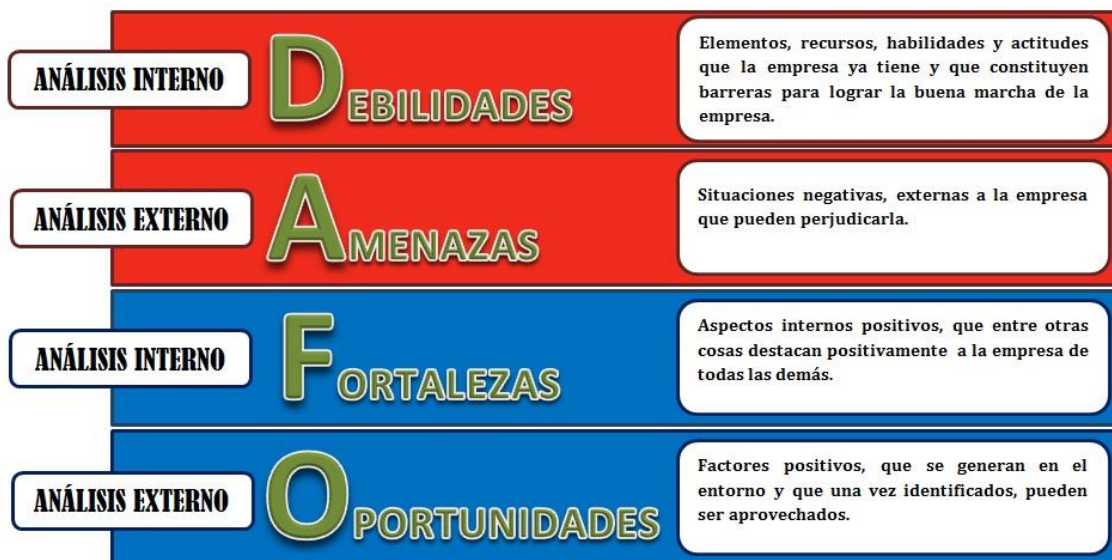 ANÁLISIS INTERNO
DEBILIDADES
Elementos, recursos, habilidades y actitudes
que la empresa ya tiene y que constituyen
barreras para lograr la buena marcha de la
empresa.
ANÁLISIS EXTERNO
AMENAZAS
Situaciones negativas, externas a la empresa
que pueden perjudicarla.
ANÁLISIS INTERNO
FORTALEZAS
Aspectos internos positivos, que entre otras
cosas destacan positivamente a la empresa de
todas las demás.
ANÁLISIS EXTERNO
OPORTUNIDADES
Factores positivos, que se generan en el
entorno y que una vez identificados, pueden
ser aprovechados.